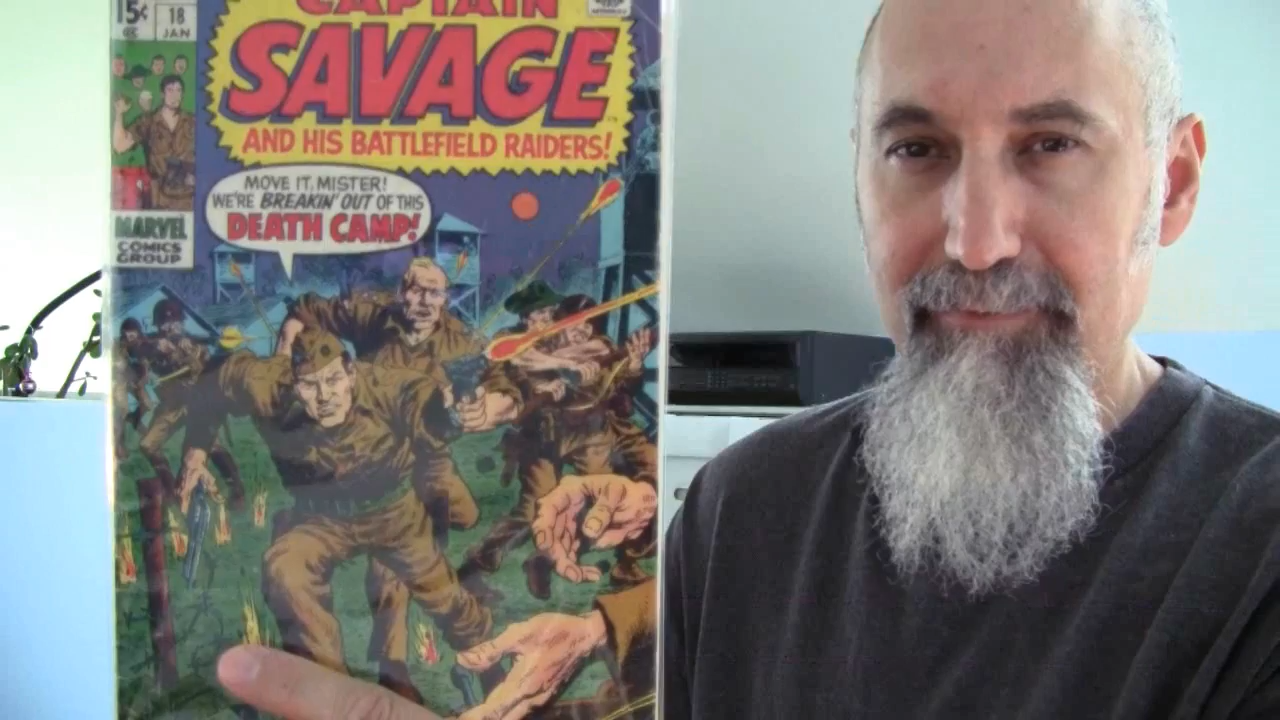 15¢
18
JAN
CAPTAIN
SAVAGE
AND HIS BATTLEFIELD RAIDERS!
MARVEL
COMICS
GROUP
MOVE IT, MISTER!
WE'RE BREAKIN' OUT OF THIS
DEATH CAMP!